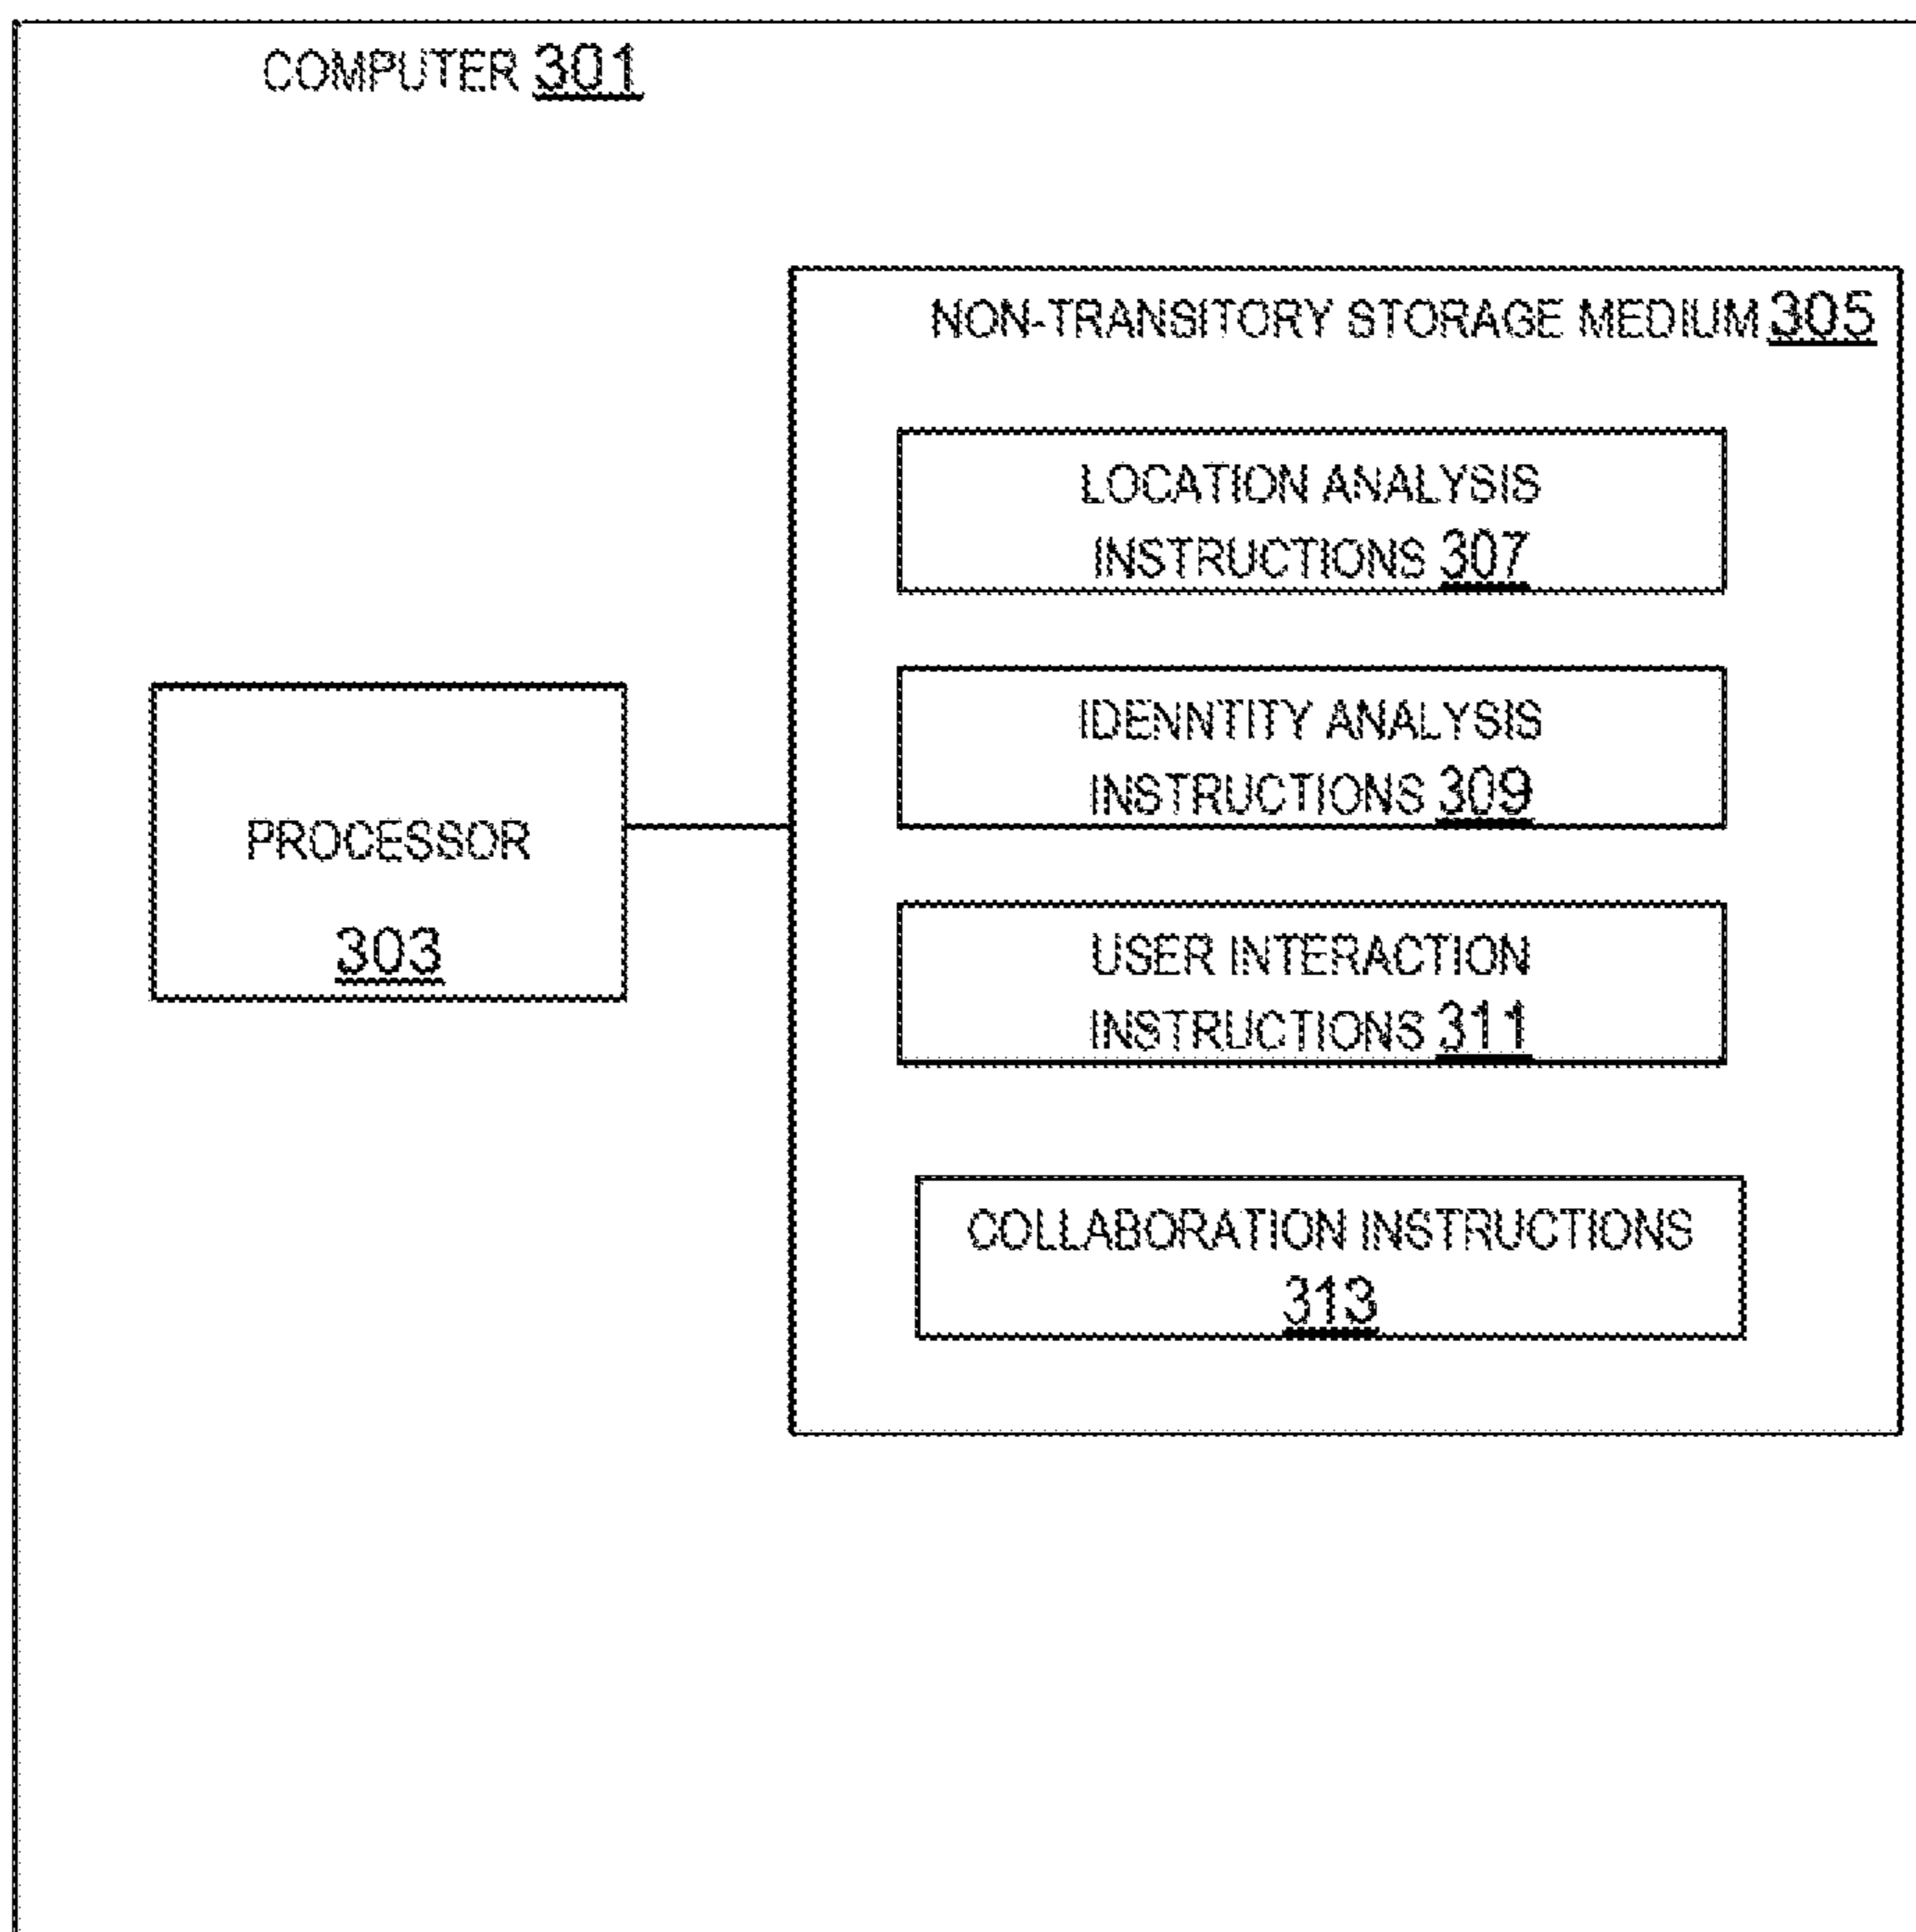 COMPUTER 301
NON-TRANSITORY STORAGE MEDIUM 305
LOCATION ANALYSIS
INSTRUCTIONS 307
IDENNTITY ANALYSIS
INSTRUCTIONS 309
PROCESSOR
303
USER INTERACTION
INSTRUCTIONS 311
COLLABORATION INSTRUCTIONS
313